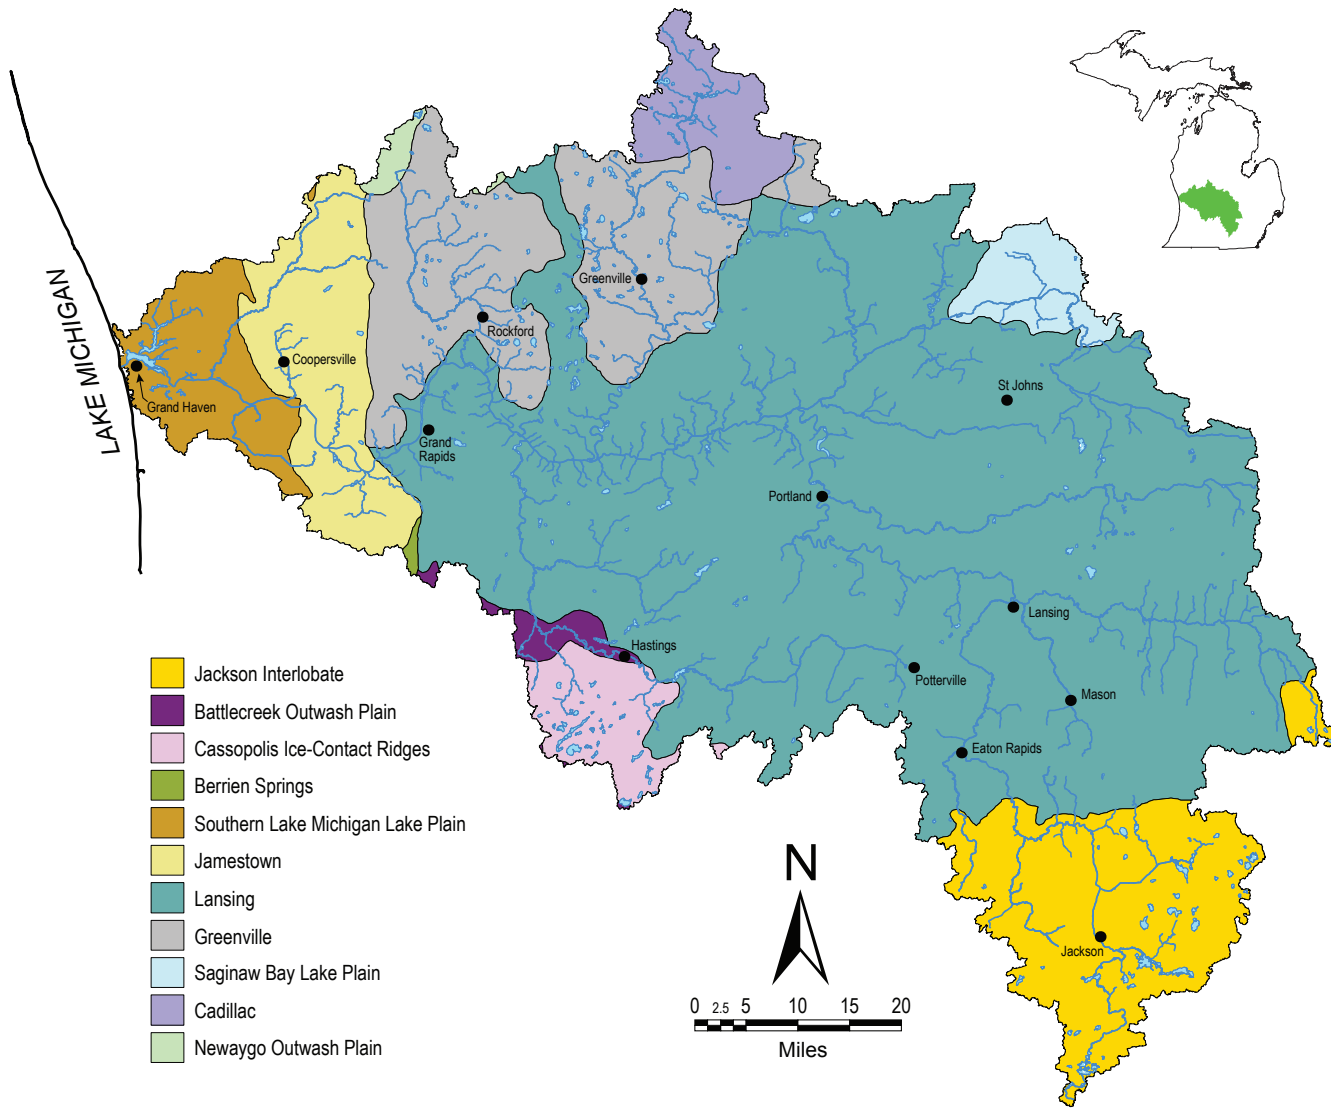 LAKE MICHIGAN
Greenville
Rockford
Coopersville
Grand Haven
St Johns
Grand
Rapids
Portland
Lansing
Hastings
Potterville
Mason
Eaton Rapids
Jackson
Jackson Interlobate
Battlecreek Outwash Plain
Cassopolis Ice-Contact Ridges
Berrien Springs
Southern Lake Michigan Lake Plain
Jamestown
Lansing
Greenville
Saginaw Bay Lake Plain
Cadillac
Newaygo Outwash Plain
N
0 2.5 5 10 15 20
Miles